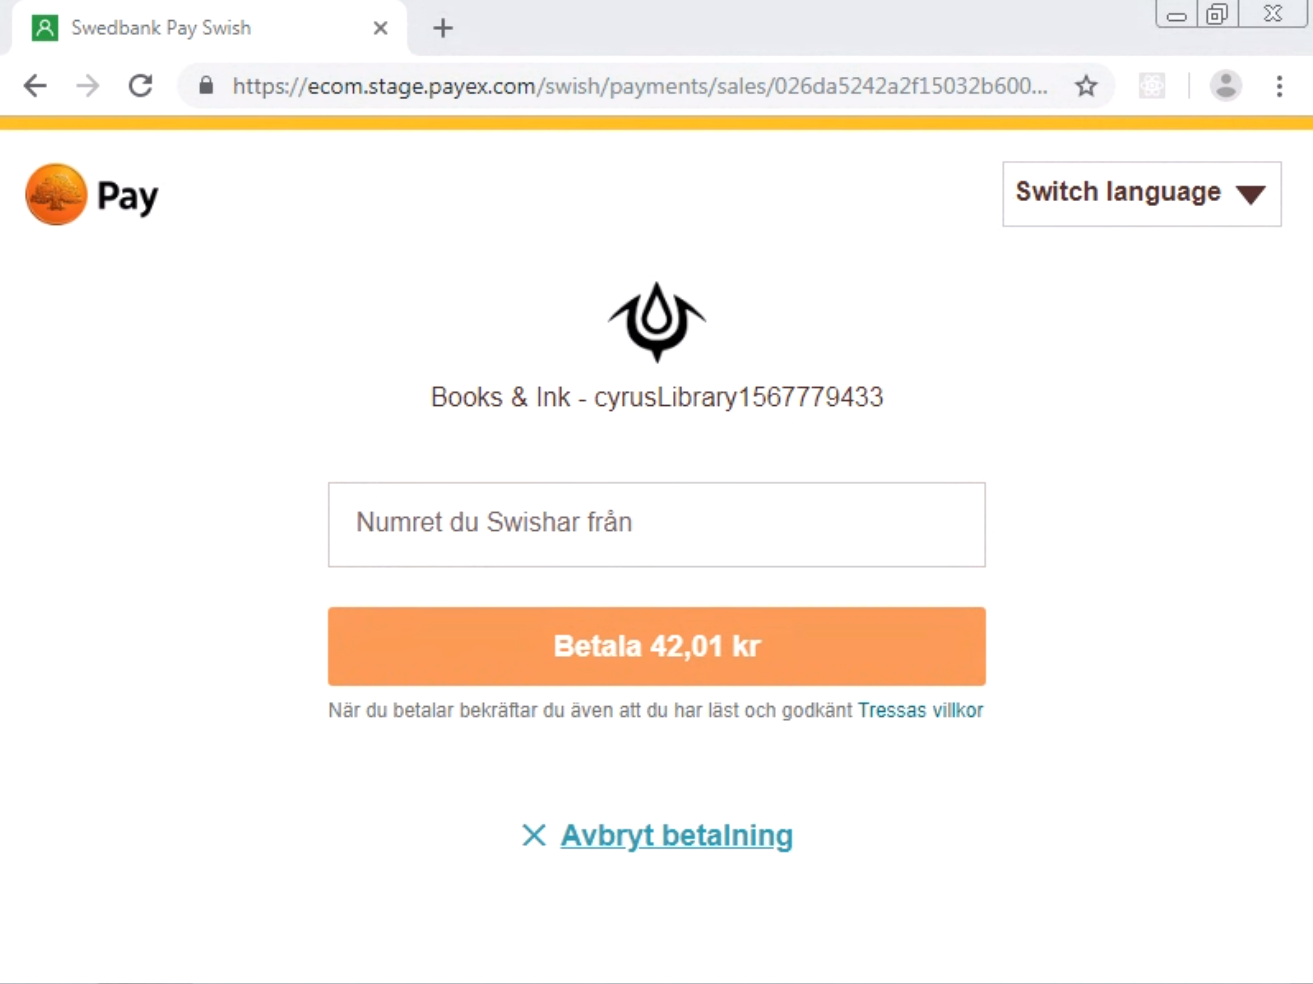 Swedbank Pay Swish
https://ecom.stage.payex.com/swish/payments/sales/026da5242a2f15032b600...
Pay
Switch language
Books & Ink - cyrusLibrary1567779433
Numret du Swishar från
Betala 42,01 kr
När du betalar bekräftar du även att du har läst och godkänt Tressas villkor
Avbryt betalning